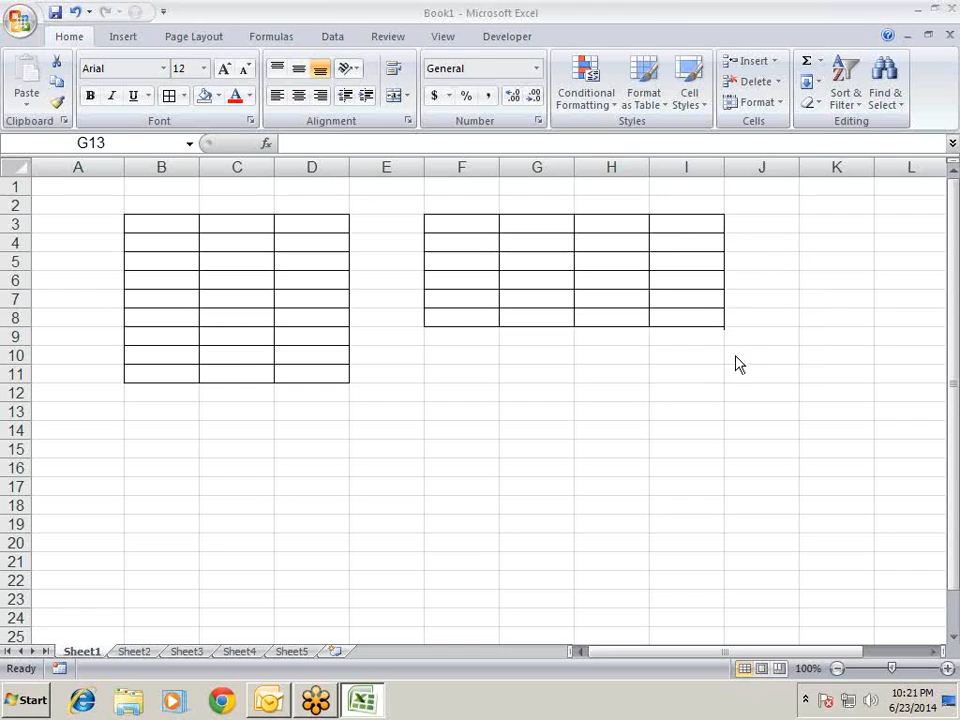 Book1 - Microsoft Excel
Home Insert Page Layout Formulas Data Review View Developer
Paste Arial 12 A A General Conditional Formatting Format as Table Cell Styles Insert Delete Format Σ Sort & Filter Find & Select
B I U A $ % , .00 .0
Clipboard Font Alignment Number Styles Cells Editing
G13 fx
A B C D E F G H I J K L
1
2
3
4
5
6
7
8
9
10
11
12
13
14
15
16
17
18
19
20
21
22
23
24
25
Sheet1 Sheet2 Sheet3 Sheet4 Sheet5
Ready 100%
Start 10:21 PM
6/23/2014